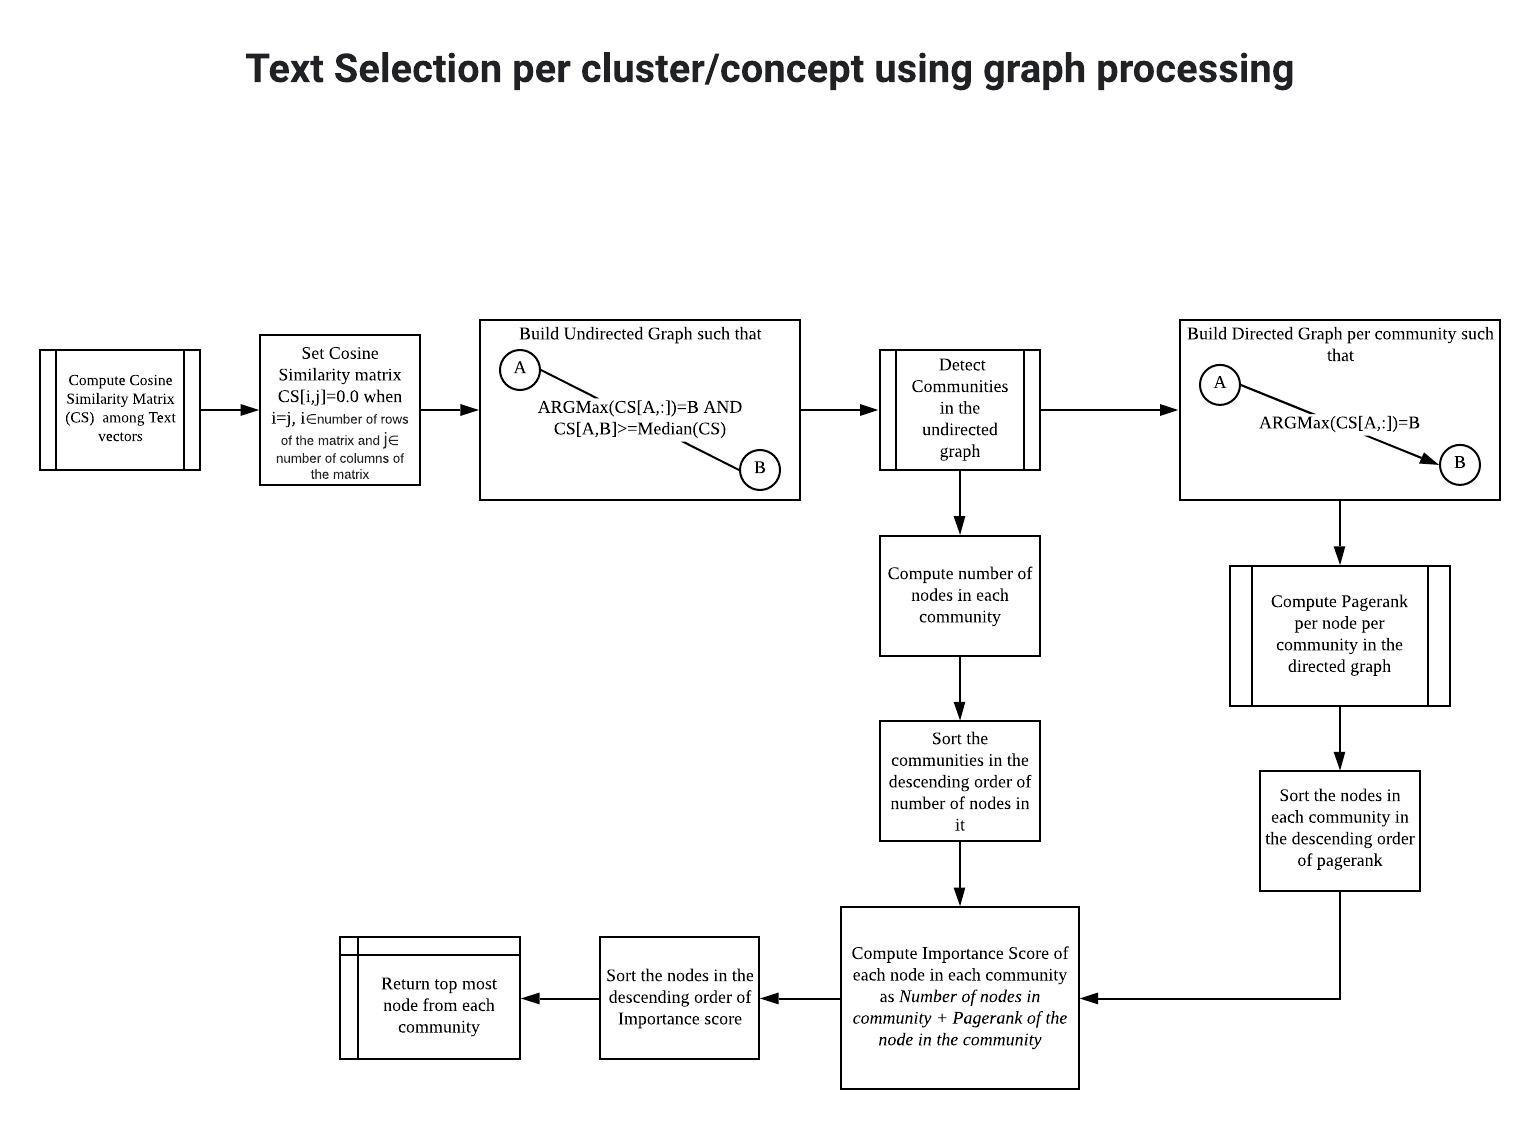 Text Selection per cluster/concept using graph processing
Compute Cosine
Similarity Matrix
(CS)  among Text
vectors
Set Cosine
Similarity matrix
CS[i,j]=0.0 when
i=j, i∈number of rows
of the matrix and j∈
number of columns of
the matrix
Build Undirected Graph such that
A
ARGMax(CS[A,:])=B AND
CS[A,B]>=Median(CS)
B
Detect
Communities
in the
undirected
graph
Build Directed Graph per community such
that
A
ARGMax(CS[A,:])=B
B
Compute number of
nodes in each
community
Compute Pagerank
per node per
community in the
directed graph
Sort the
communities in the
descending order of
number of nodes in
it
Sort the nodes in
each community in
the descending order
of pagerank
Compute Importance Score of
each node in each community
as Number of nodes in
community + Pagerank of the
node in the community
Sort the nodes in the
descending order of
Importance score
Return top most
node from each
community